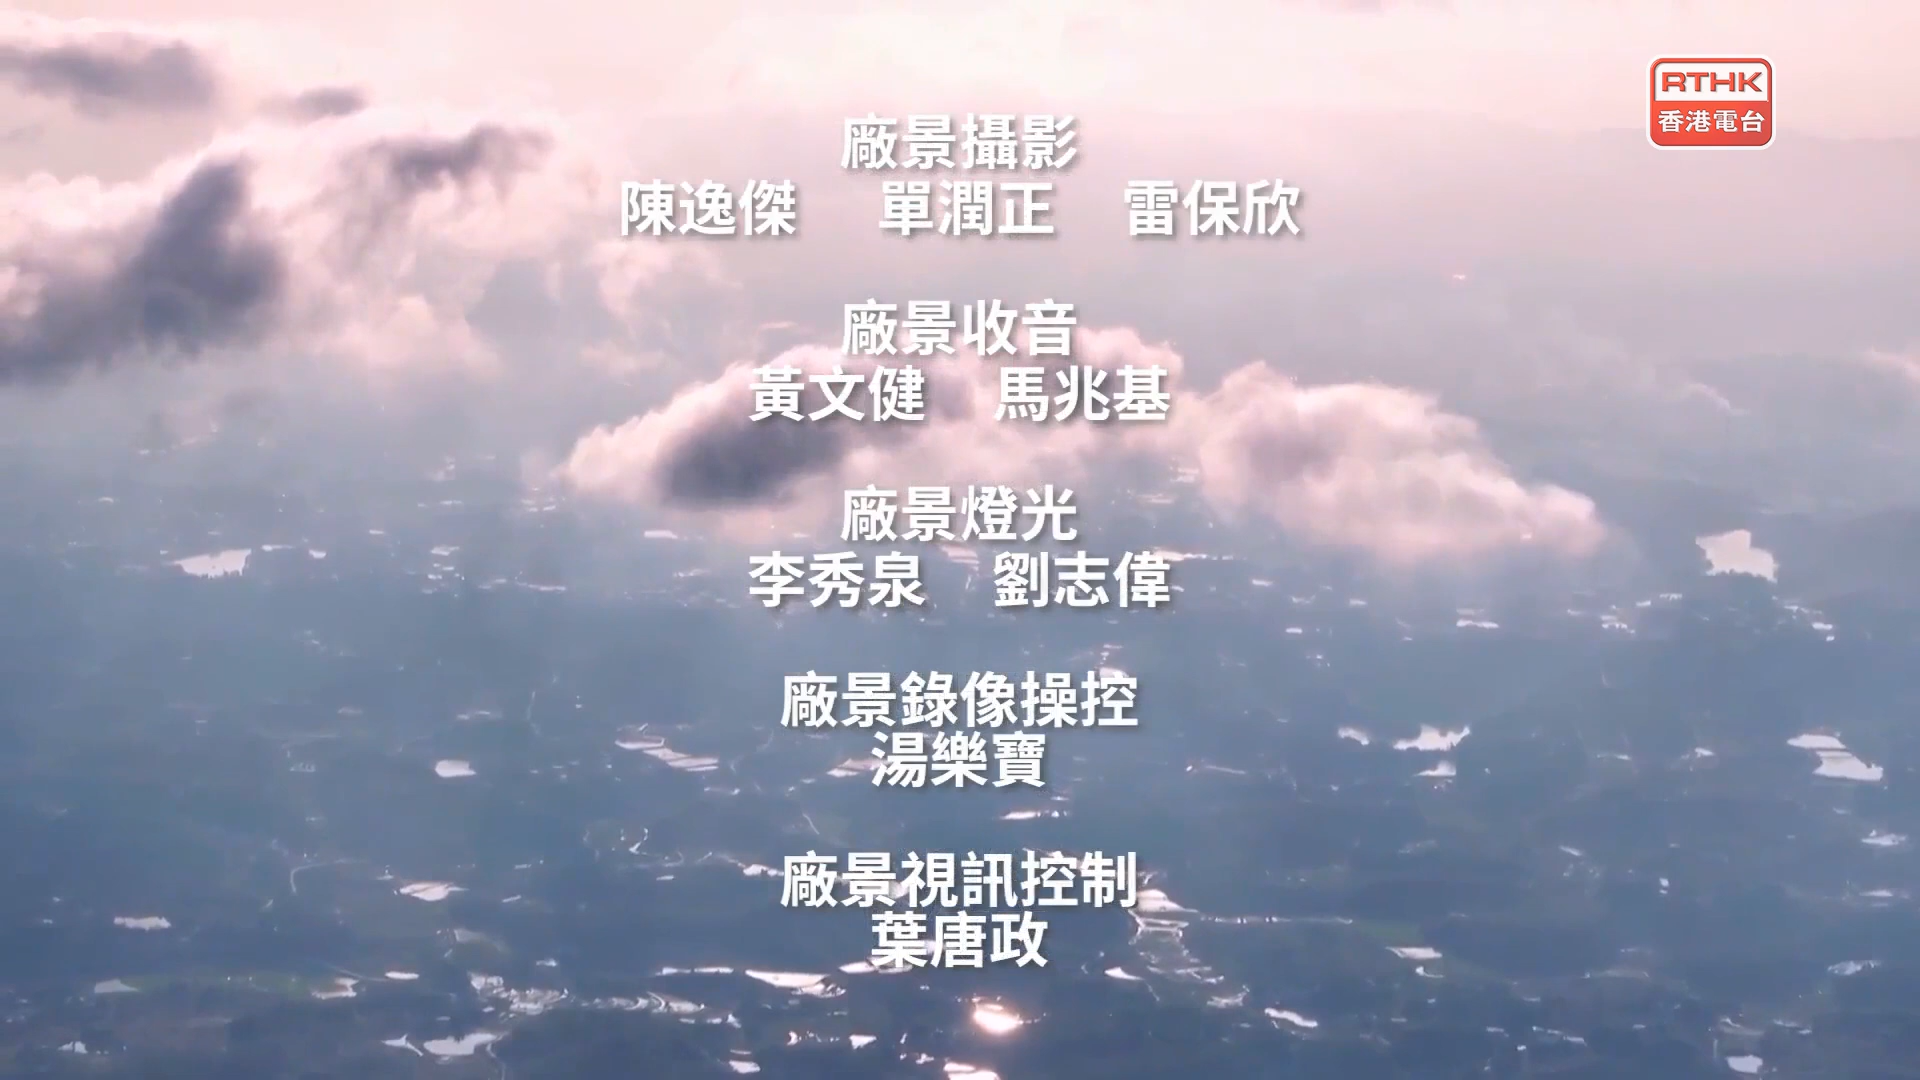 RTHK
香港電台
廠景攝影
陳逸傑 單潤正 雷保欣
廠景收音
黃文健 馬兆基
廠景燈光
李秀泉 劉志偉
廠景錄像操控
湯樂寶
廠景視訊控制
葉唐政